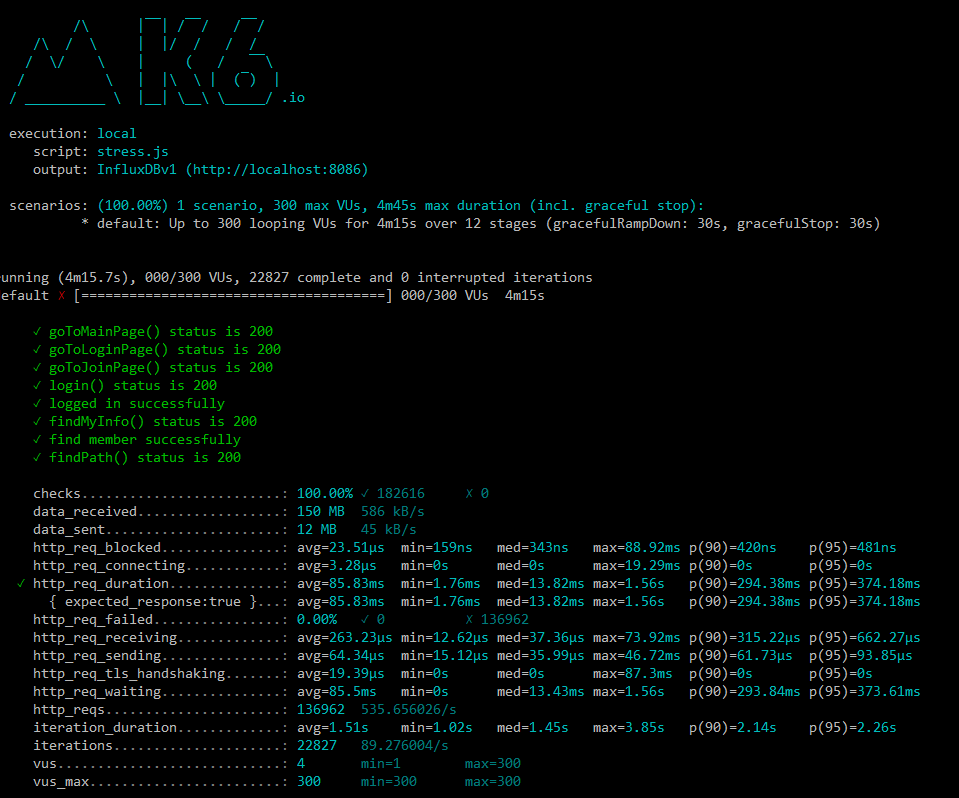 /\      |‾‾| /‾‾/   /‾‾/
     /\  /  \     |  |/  /   /  /
    /  \/    \    |     (   /   ‾‾\
   /          \   |  |\  \ |  (‾)  |
  / __________ \  |__| \__\ \_____/ .io
execution: local
script: stress.js
output: InfluxDBv1 (http://localhost:8086)
scenarios: (100.00%) 1 scenario, 300 max VUs, 4m45s max duration (incl. graceful stop):
* default: Up to 300 looping VUs for 4m15s over 12 stages (gracefulRampDown: 30s, gracefulStop: 30s)
unning (4m15.7s), 000/300 VUs, 22827 complete and 0 interrupted iterations
efault ✗ [======================================] 000/300 VUs  4m15s
✓ goToMainPage() status is 200
✓ goToLoginPage() status is 200
✓ goToJoinPage() status is 200
✓ login() status is 200
✓ logged in successfully
✓ findMyInfo() status is 200
✓ find member successfully
✓ findPath() status is 200
checks.........................: 100.00% ✓ 182616 ✗ 0
data_received..................: 150 MB 586 kB/s
data_sent......................: 12 MB 45 kB/s
http_req_blocked...............: avg=23.51µs min=159ns med=343ns max=88.92ms p(90)=420ns p(95)=481ns
http_req_connecting............: avg=3.28µs min=0s med=0s max=19.29ms p(90)=0s p(95)=0s
✓ http_req_duration..............: avg=85.83ms min=1.76ms med=13.82ms max=1.56s p(90)=294.38ms p(95)=374.18ms
{ expected_response:true }...: avg=85.83ms min=1.76ms med=13.82ms max=1.56s p(90)=294.38ms p(95)=374.18ms
http_req_failed................: 0.00% ✓ 0 ✗ 136962
http_req_receiving.............: avg=263.23µs min=12.62µs med=37.36µs max=73.92ms p(90)=315.22µs p(95)=662.27µs
http_req_sending...............: avg=64.34µs min=15.12µs med=35.99µs max=46.72ms p(90)=61.73µs p(95)=93.85µs
http_req_tls_handshaking.......: avg=19.39µs min=0s med=0s max=87.3ms p(90)=0s p(95)=0s
http_req_waiting...............: avg=85.5ms min=0s med=13.43ms max=1.56s p(90)=293.84ms p(95)=373.61ms
http_reqs......................: 136962 535.656026/s
iteration_duration.............: avg=1.51s min=1.02s med=1.45s max=3.85s p(90)=2.14s p(95)=2.26s
iterations.....................: 22827 89.276004/s
vus............................: 4 min=1 max=300
vus_max........................: 300 min=300 max=300